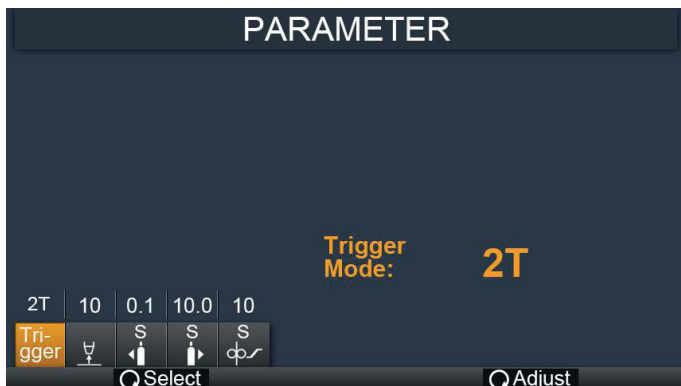 PARAMETER
Trigger
Mode:
2T
2T 10 0.1 10.0 10
Tri-
gger
S S S
Select Adjust